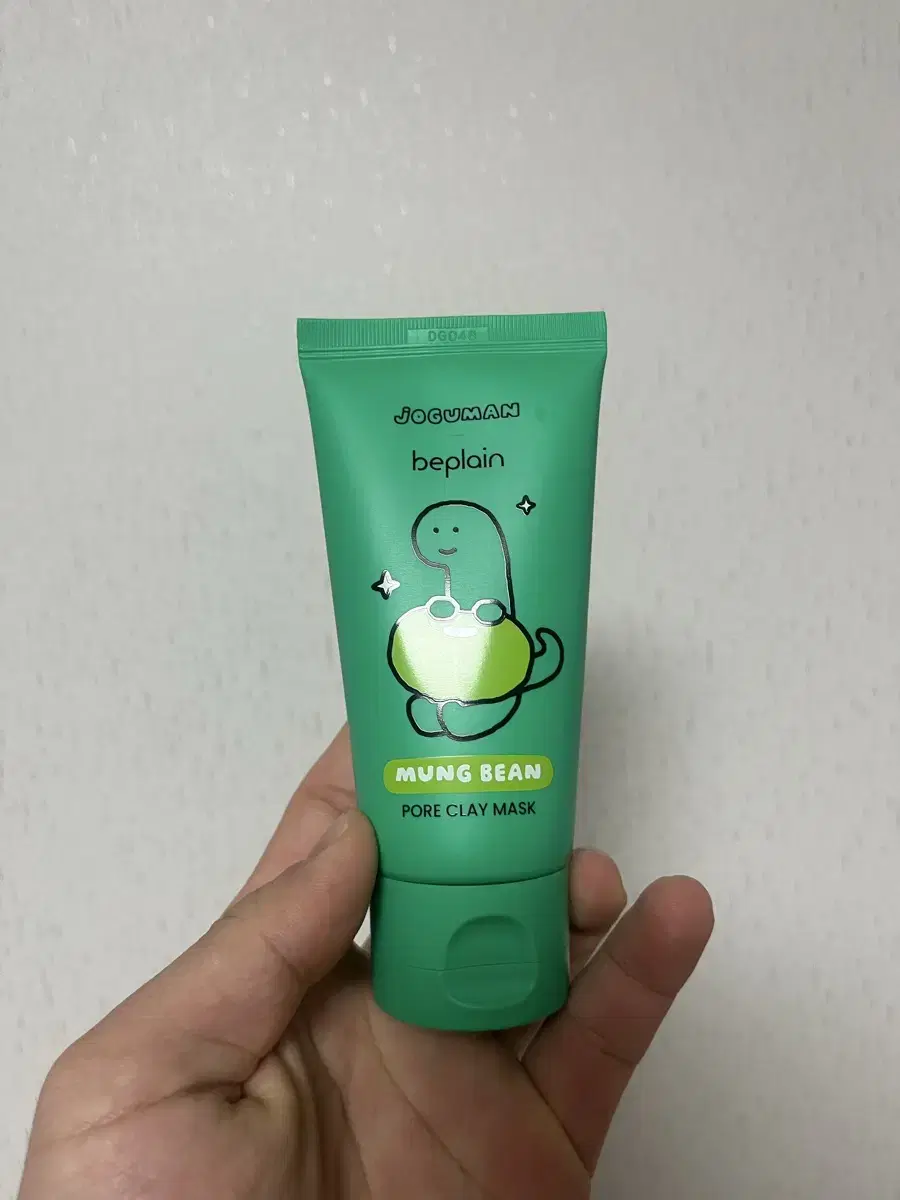 JOGUMAN
beplain
MUNG BEAN
PORE CLAY MASK